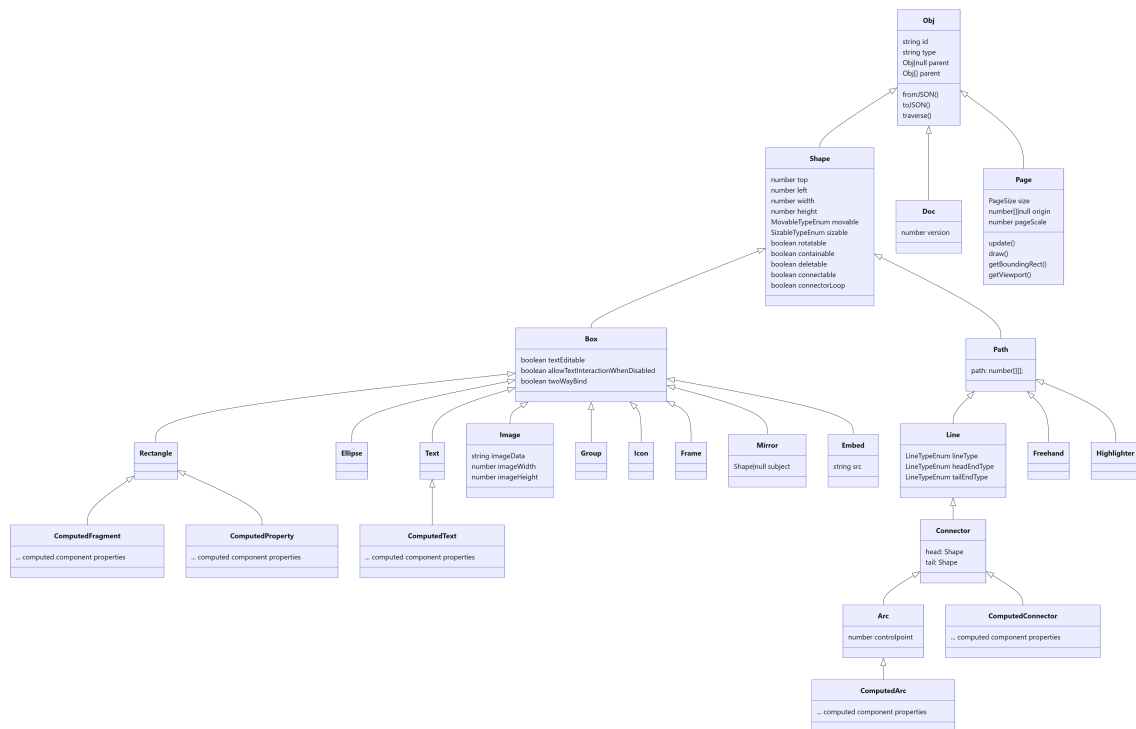 Obj
string id
string type
Obj|null parent
Obj[] parent
fromJSON()
toJSON()
traverse()
Shape
number top
number left
number width
number height
MovableTypeEnum movable
SizableTypeEnum sizable
boolean rotatable
boolean containable
boolean deletable
boolean connectable
boolean connectorLoop
Doc
number version
Page
PageSize size
number[]|null origin
number pageScale
update()
draw()
getBoundingRect()
getViewport()
Box
boolean textEditable
boolean allowTextInteractionWhenDisabled
boolean twoWayBind
Path
path: number[][];
Rectangle
Ellipse
Text
Image
string imageData
number imageWidth
number imageHeight
Group
Icon
Frame
Mirror
Shape|null subject
Embed
string src
Line
LineTypeEnum lineType
LineTypeEnum headEndType
LineTypeEnum tailEndType
Freehand
Highlighter
ComputedFragment
... computed component properties
ComputedProperty
... computed component properties
ComputedText
... computed component properties
Connector
head: Shape
tail: Shape
Arc
number controlpoint
ComputedConnector
... computed component properties
ComputedArc
... computed component properties